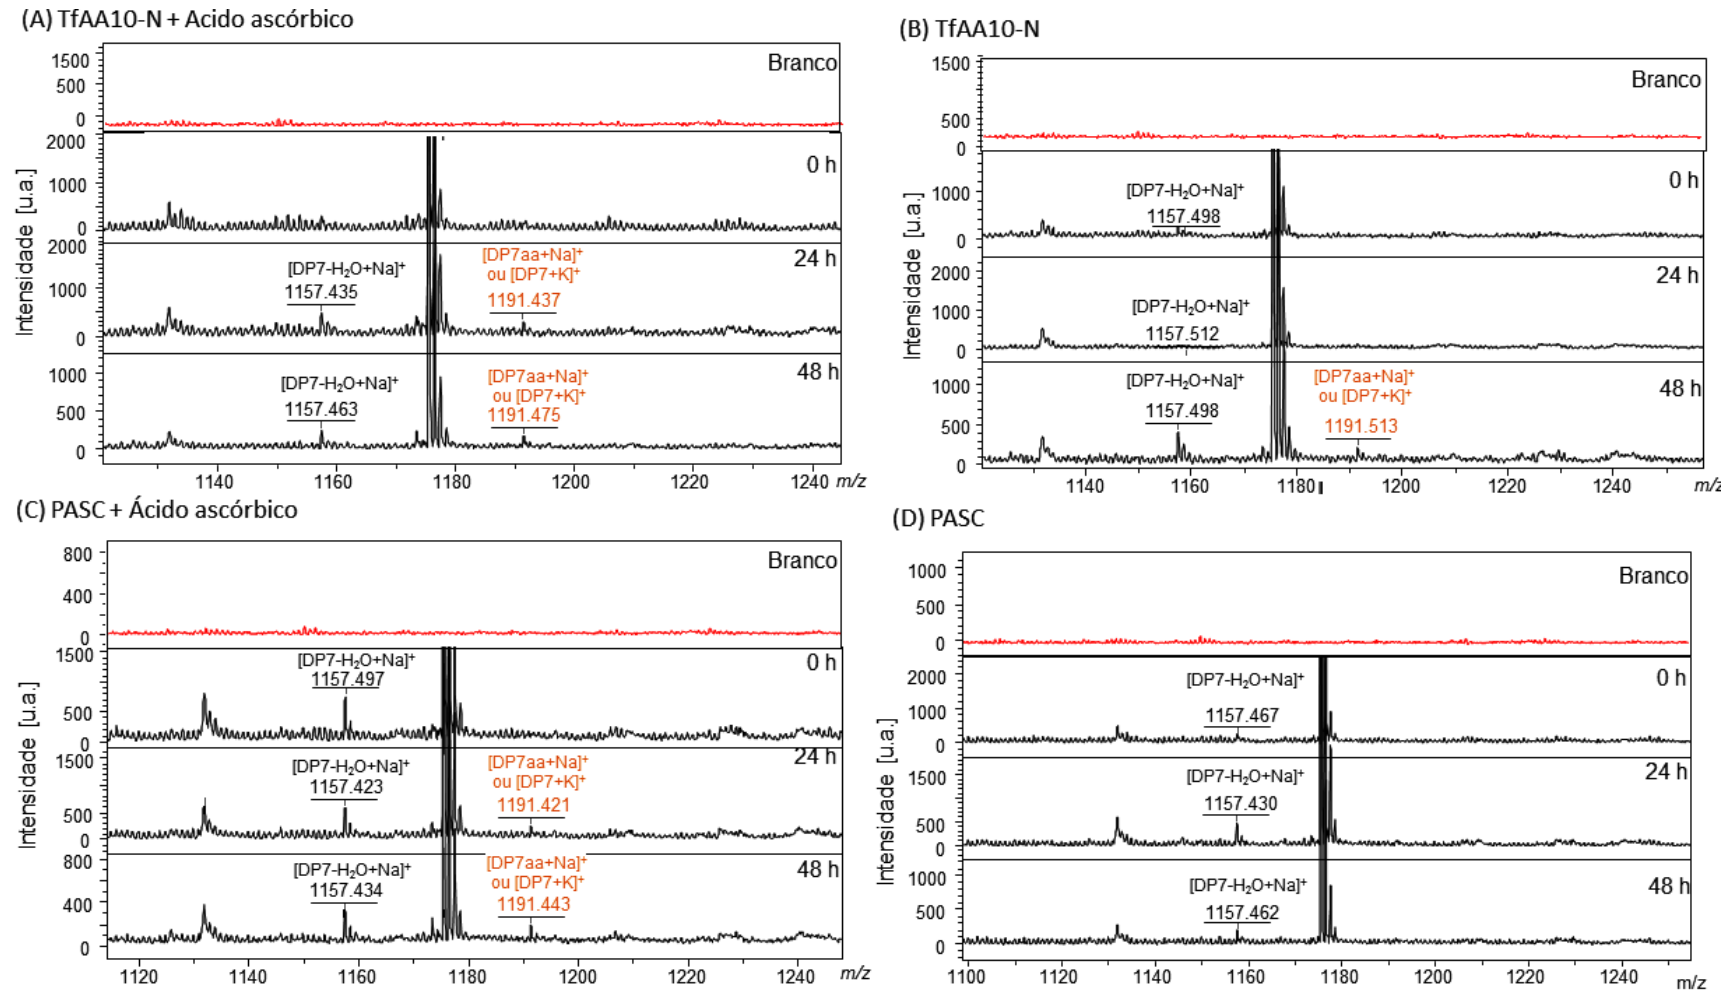 (A) TfAA10-N + Acido ascórbico
Branco
1500
500
0
2000
0 h
1000
0
2000
[DP7aa+Na]⁺
24 h
[DP7-H₂O+Na]⁺
ou [DP7+K]⁺
1000
1157.435
1191.437
0
48 h
1000
[DP7-H₂O+Na]⁺
[DP7aa+Na]⁺
ou [DP7+K]⁺
500
1157.463
1191.475
0
Intensidade [u.a.]
1140
1160
1180
1200
1220
1240
m/z
(B) TfAA10-N
1500
Branco
500
0
0 h
1000
[DP7-H₂O+Na]⁺
1157.498
0
2000
24 h
1000
[DP7-H₂O+Na]⁺
1157.512
0
48 h
1000
[DP7-H₂O+Na]⁺
[DP7aa+Na]⁺
ou [DP7+K]⁺
500
1157.498
1191.513
0
Intensidade [u.a.]
1140
1160
1180
1200
1220
1240
m/z
(C) PASC + Ácido ascórbico
800
Branco
400
0
1500
[DP7-H₂O+Na]⁺
0 h
1157.497
500
0
24 h
1500
[DP7-H₂O+Na]⁺
[DP7aa+Na]⁺
ou [DP7+K]⁺
500
1157.423
1191.421
0
800
[DP7-H₂O+Na]⁺
[DP7aa+Na]⁺
48 h
ou [DP7+K]⁺
400
1157.434
1191.443
0
Intensidade [u.a.]
1120
1140
1160
1180
1200
1220
1240
m/z
(D) PASC
1000
Branco
500
0
2000
[DP7-H₂O+Na]⁺
0 h
1000
1157.467
0
1500
[DP7-H₂O+Na]⁺
24 h
500
1157.430
0
1000
[DP7-H₂O+Na]⁺
48 h
500
1157.462
0
Intensidade [u.a.]
1100
1120
1140
1160
1180
1200
1220
1240
m/z